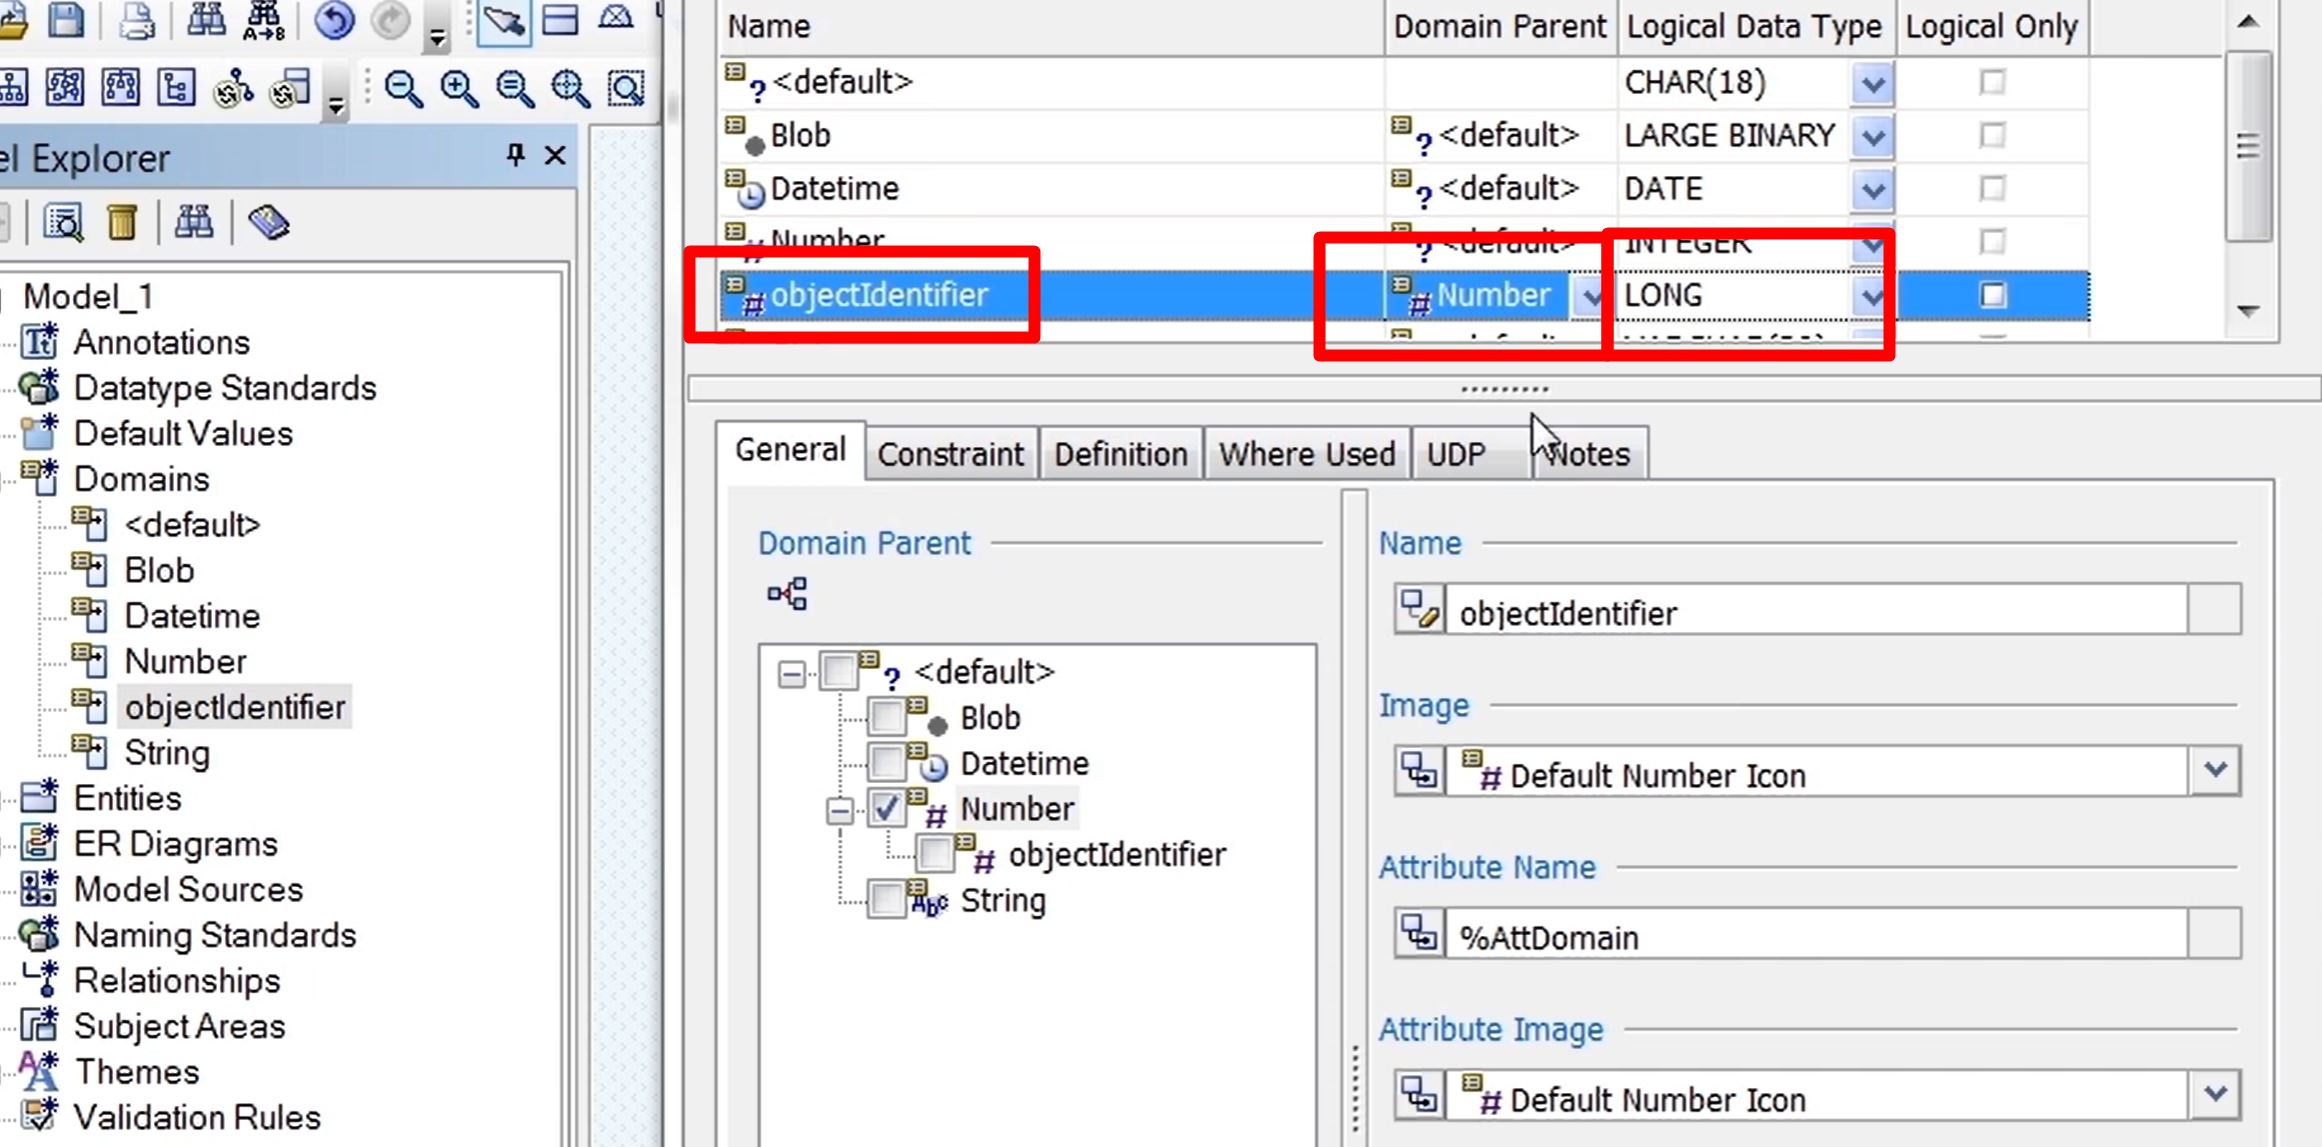 A→B
el Explorer
Model_1
Annotations
Datatype Standards
Default Values
Domains
<default>
Blob
Datetime
Number
objectIdentifier
String
Entities
ER Diagrams
Model Sources
Naming Standards
Relationships
Subject Areas
Themes
Validation Rules
Name Domain Parent Logical Data Type Logical Only
<default> CHAR(18)
Blob <default> LARGE BINARY
Datetime <default> DATE
Number <default> INTEGER
objectIdentifier Number LONG
General Constraint Definition Where Used UDP Notes
Domain Parent
<default>
Blob
Datetime
Number
objectIdentifier
Abc String
Name
objectIdentifier
Image
# Default Number Icon
Attribute Name
%AttDomain
Attribute Image
# Default Number Icon